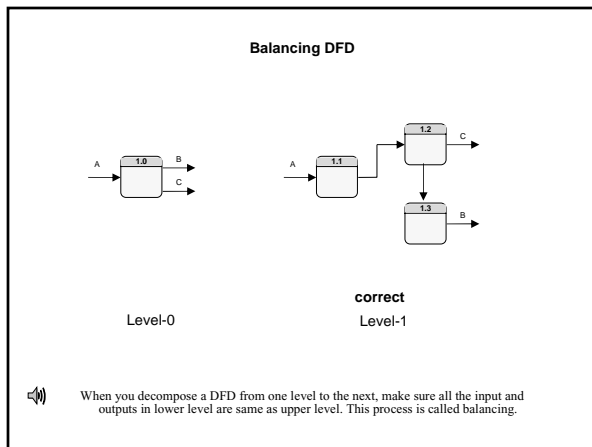 Balancing DFD
A 1.0 B
C
A 1.1
1.2 C
1.3
B
correct
Level-0 Level-1
When you decompose a DFD from one level to the next, make sure all the input and
outputs in lower level are same as upper level. This process is called balancing.